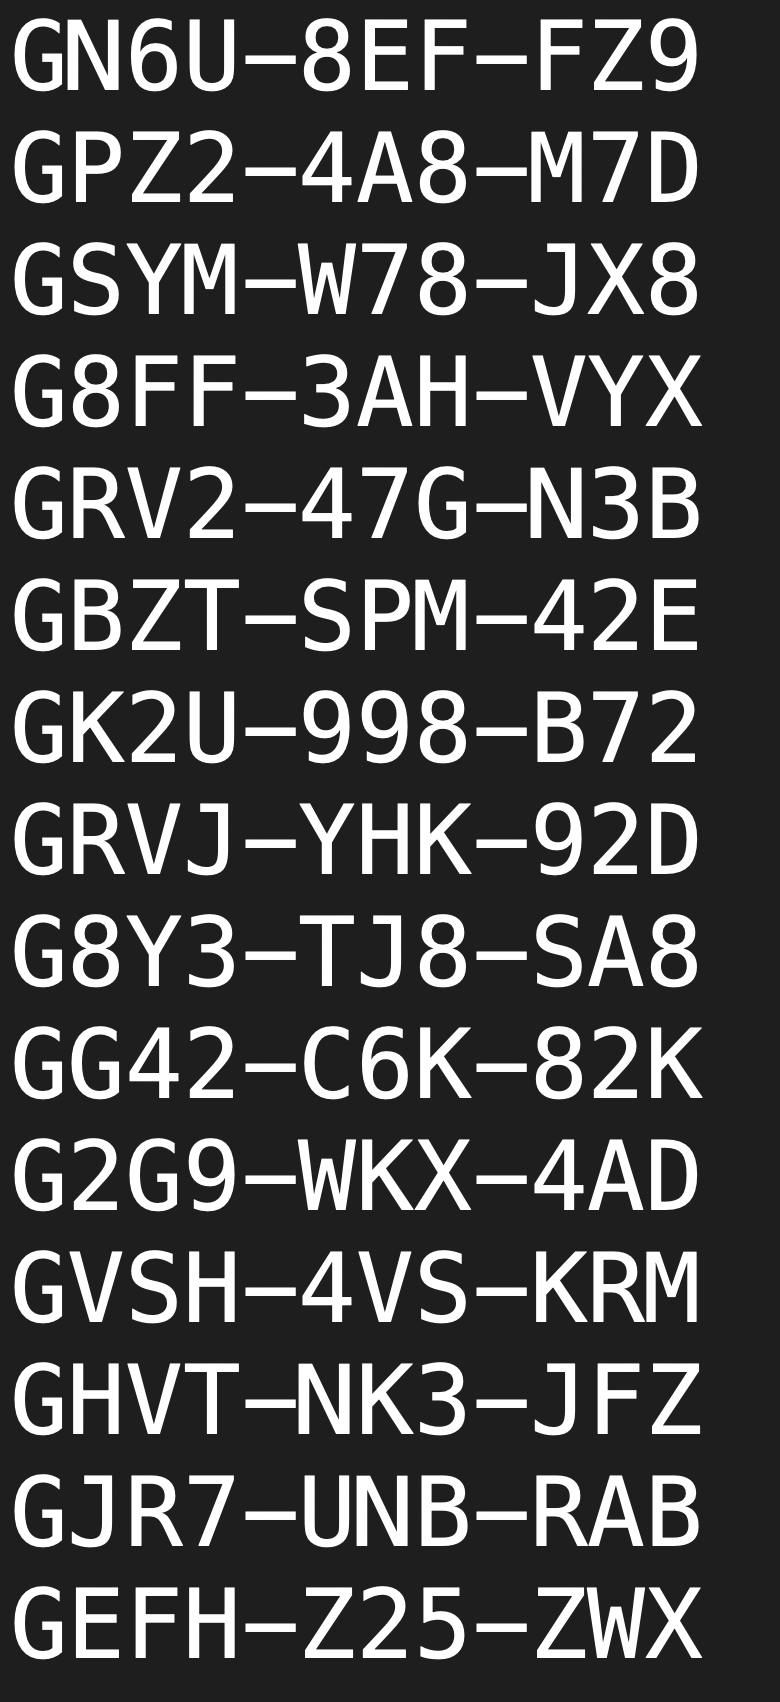 GN6U–8EF–FZ9
GPZ2–4A8–M7D
GSYM–W78–JX8
G8FF–3AH–VYX
GRV2–47G–N3B
GBZT–SPM–42E
GK2U–998–B72
GRVJ–YHK–92D
G8Y3–TJ8–SA8
GG42–C6K–82K
G2G9–WKX–4AD
GVSH–4VS–KRM
GHVT–NK3–JFZ
GJR7–UNB–RAB
GEFH–Z25–ZWX